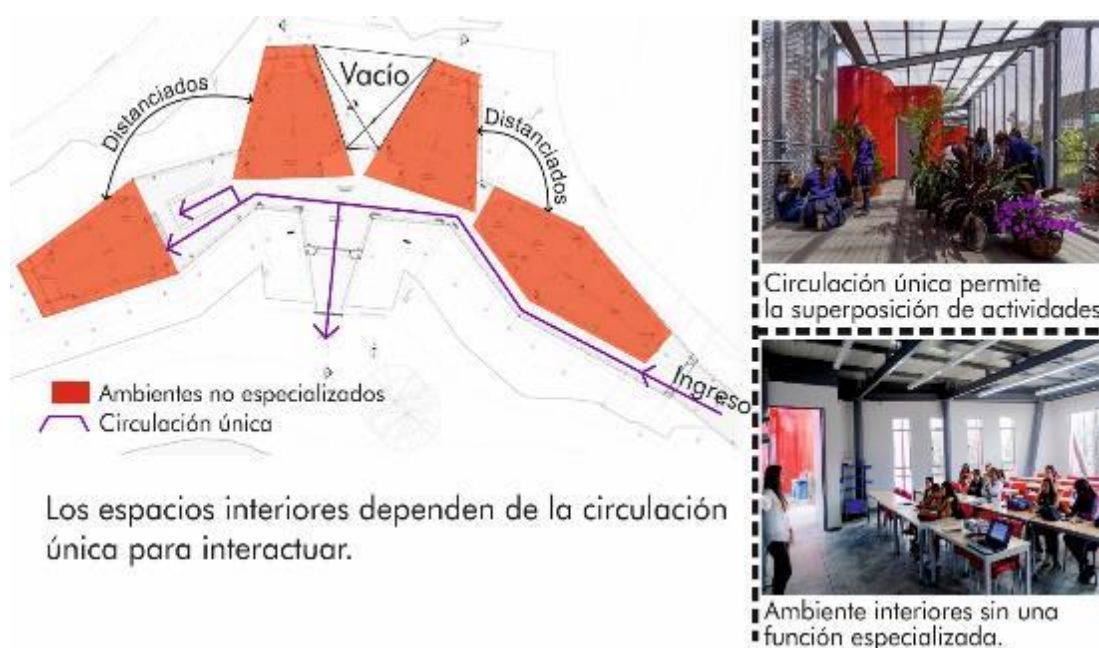 Distanciados
Vacío
Distanciados
Ingreso
Ambientes no especializados
Circulación única
Los espacios interiores dependen de la circulación
única para interactuar.
Circulación única permite
la superposición de actividades
Ambiente interiores sin una
función especializada.